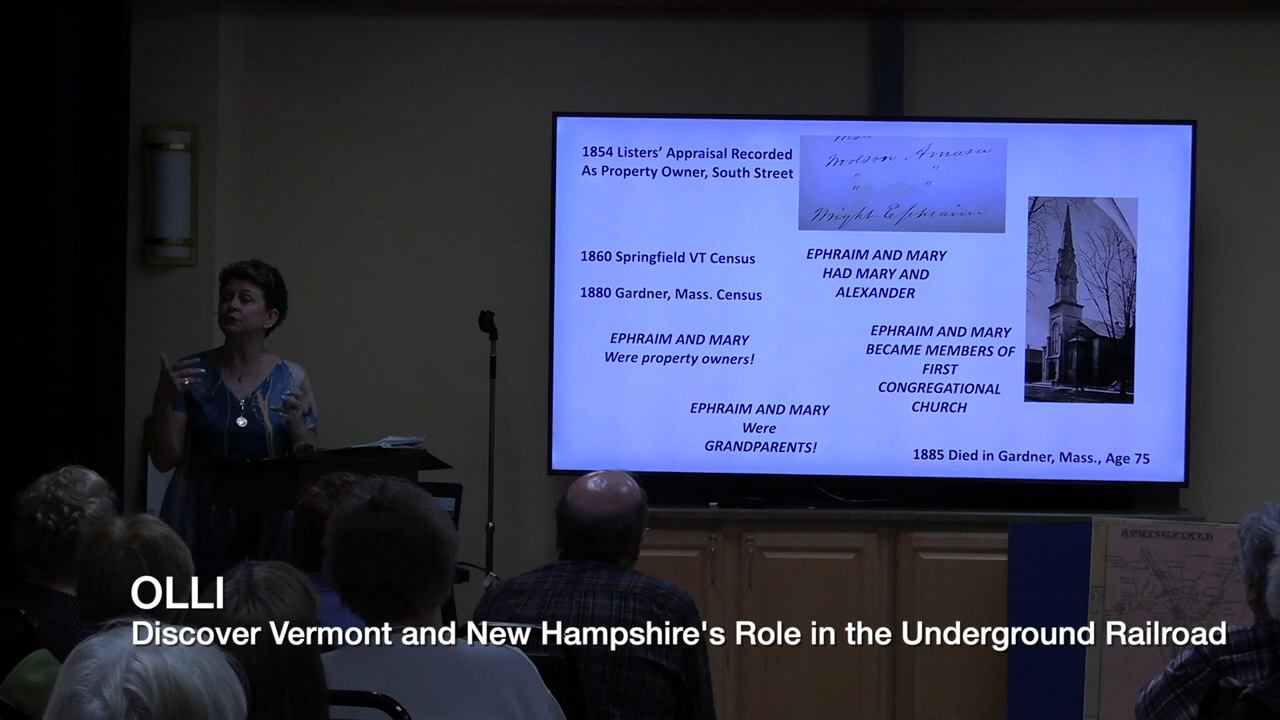 1854 Listers' Appraisal Recorded
As Property Owner, South Street
Woolson Amasa
" "
" "
Wright Ephraim
1860 Springfield VT Census
EPHRAIM AND MARY
HAD MARY AND
ALEXANDER
1880 Gardner, Mass. Census
EPHRAIM AND MARY
Were property owners!
EPHRAIM AND MARY
BECAME MEMBERS OF
FIRST
CONGREGATIONAL
CHURCH
EPHRAIM AND MARY
Were
GRANDPARENTS!
1885 Died in Gardner, Mass., Age 75
SPRINGFIELD
OLLI
Discover Vermont and New Hampshire's Role in the Underground Railroad